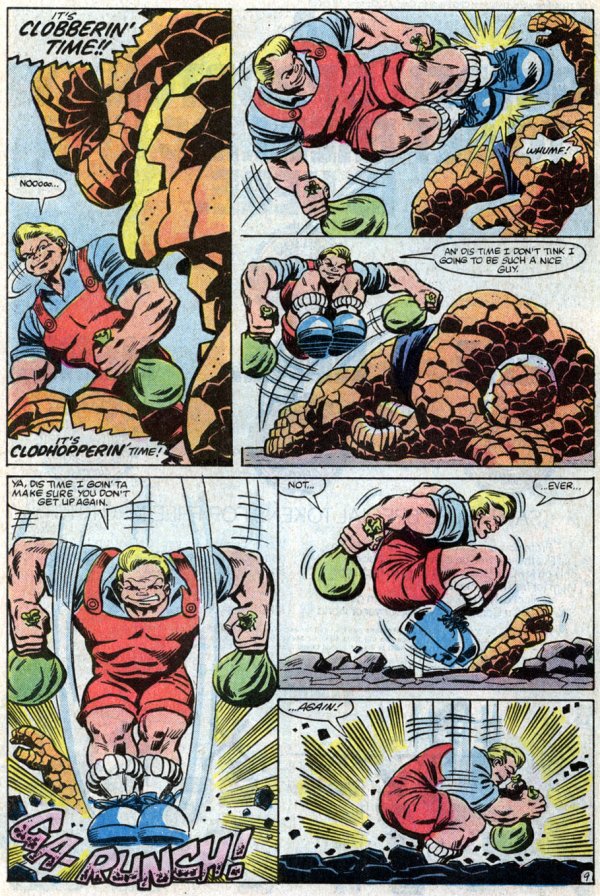 IT'S
CLOBBERIN'
TIME!!
NOOOOO...
IT'S
CLODHOPPERIN' TIME!
WHUMF!
AN' DIS TIME I DON'T TINK I
GOING TO BE SUCH A NICE
GUY.
YA, DIS TIME I GOIN' TA
MAKE SURE YOU DON'T
GET UP AGAIN.
GA-RUNCH!
NOT...
...EVER...
...AGAIN!
9